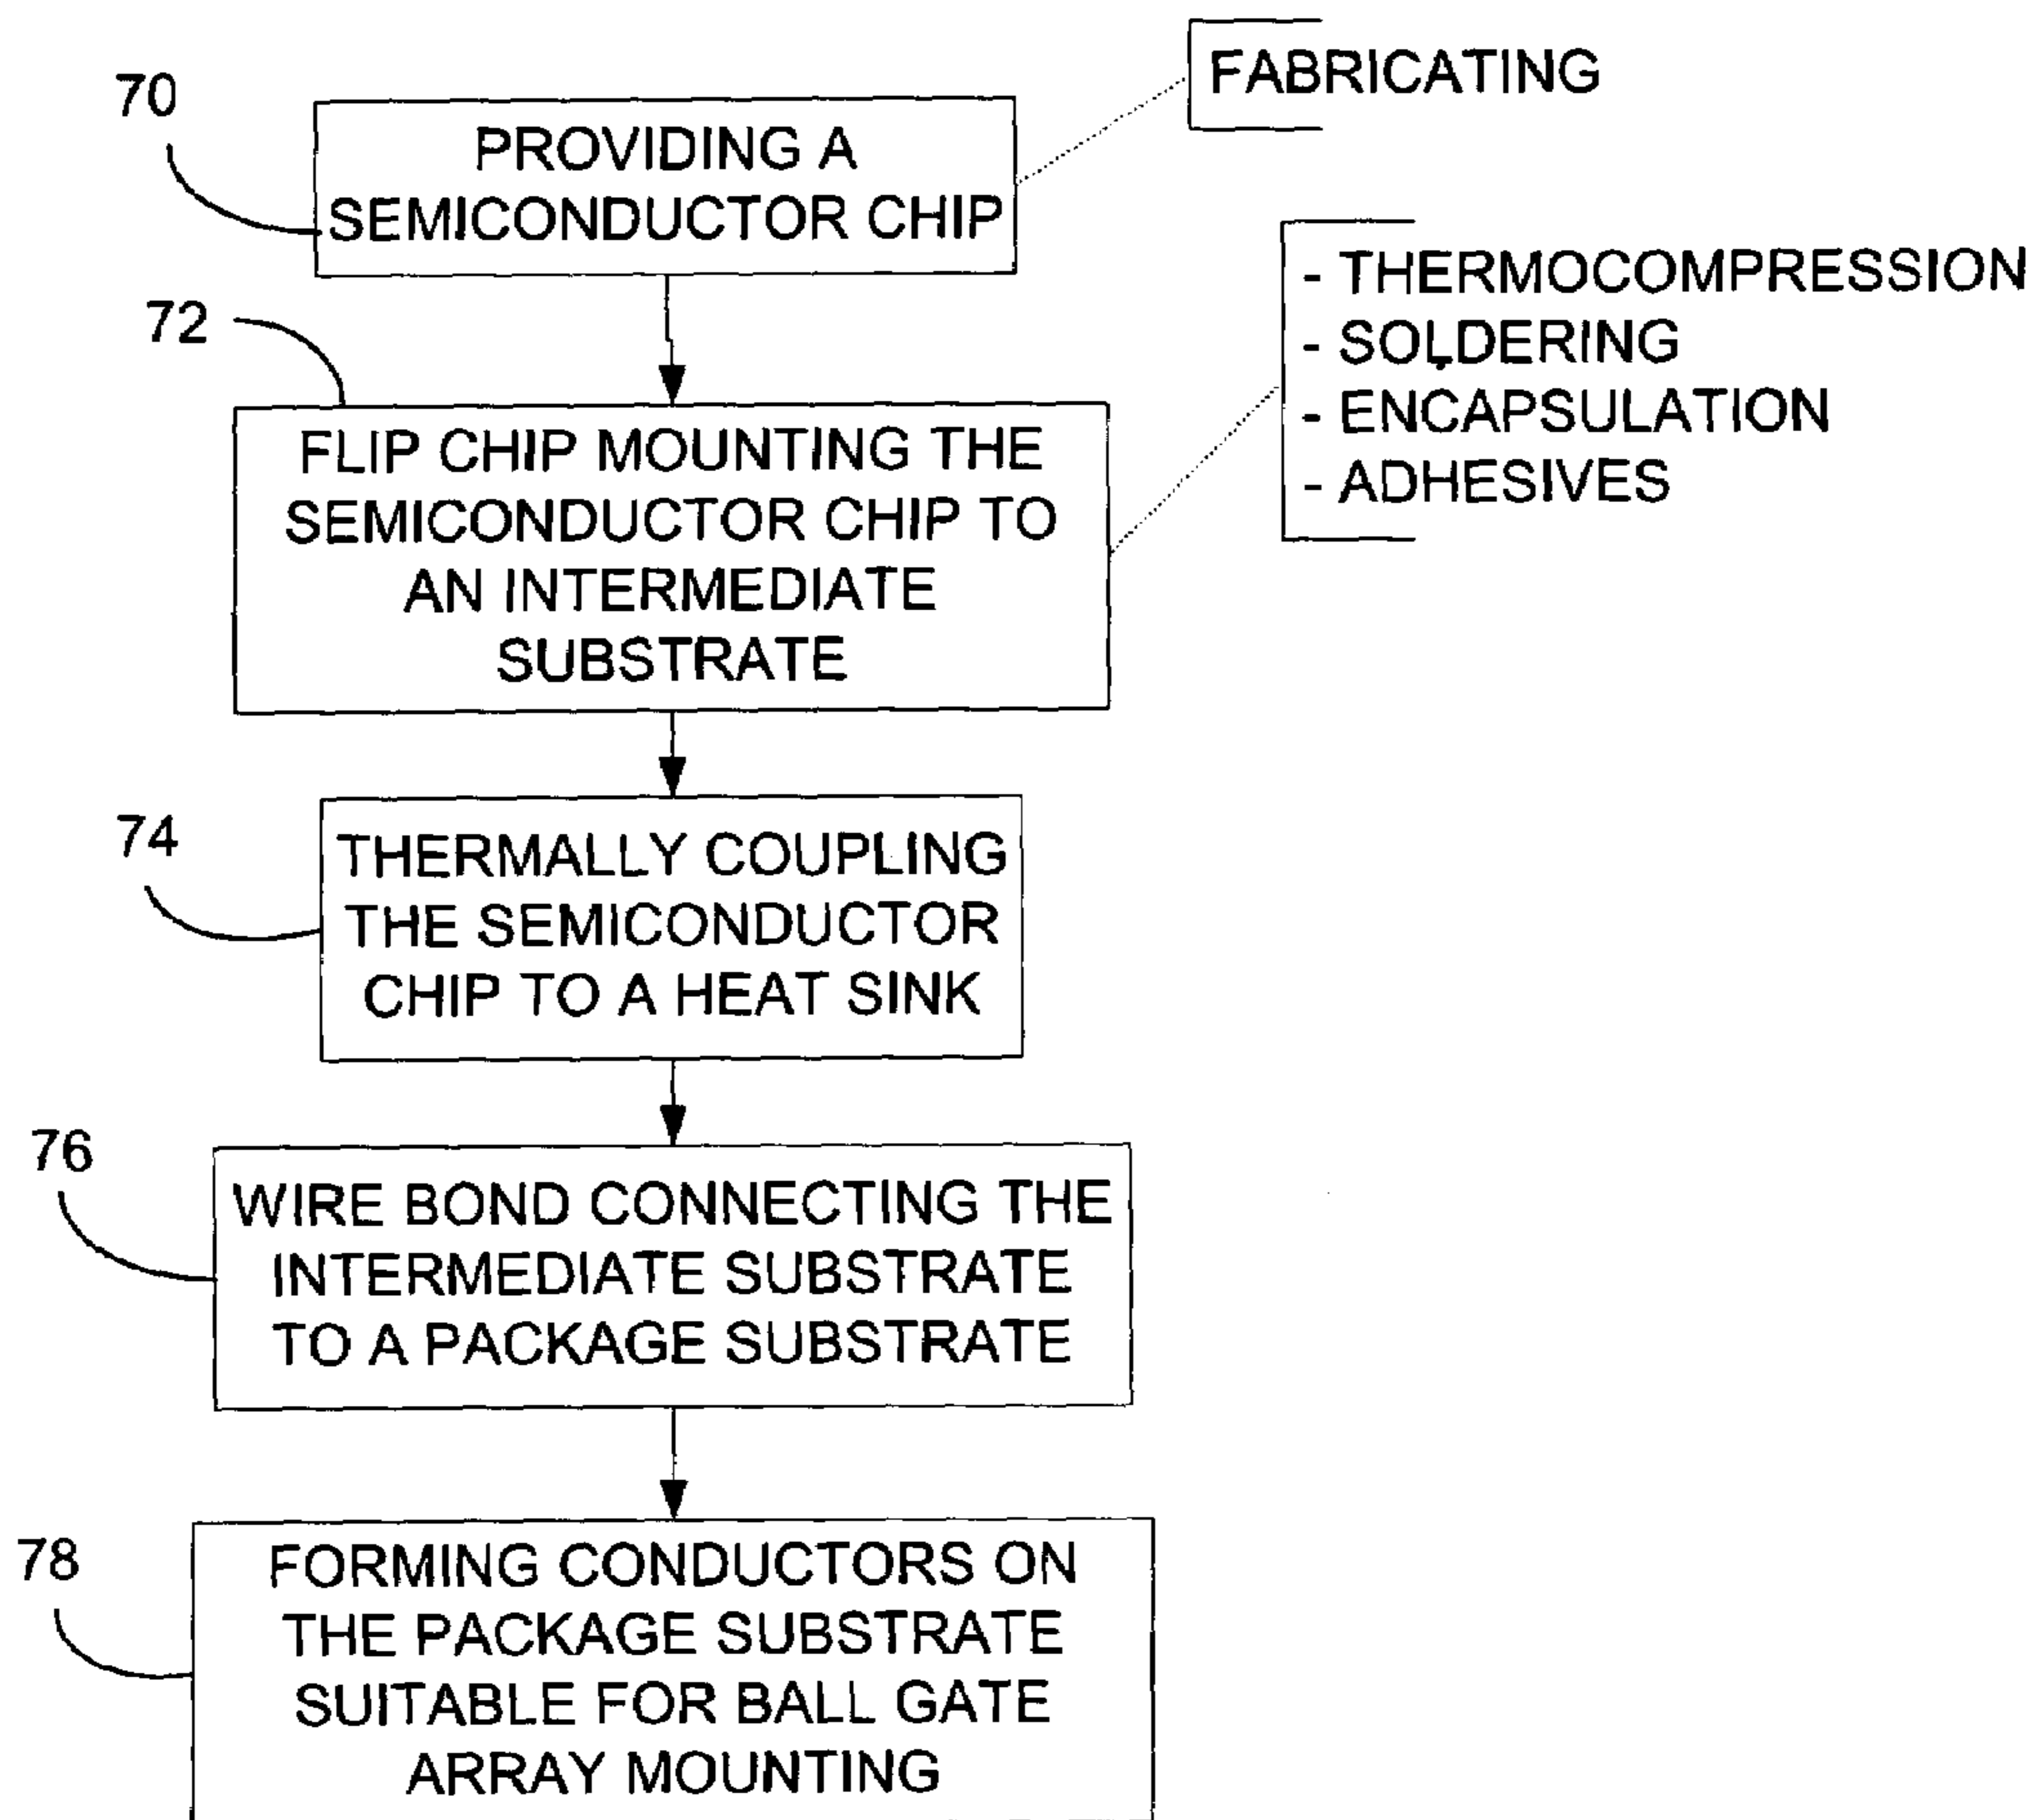 FABRICATING
70
PROVIDING A
SEMICONDUCTOR CHIP
72
- THERMOCOMPRESSION
- SOLDERING
- ENCAPSULATION
- ADHESIVES
FLIP CHIP MOUNTING THE
SEMICONDUCTOR CHIP TO
AN INTERMEDIATE
SUBSTRATE
74
THERMALLY COUPLING
THE SEMICONDUCTOR
CHIP TO A HEAT SINK
76
WIRE BOND CONNECTING THE
INTERMEDIATE SUBSTRATE
TO A PACKAGE SUBSTRATE
78
FORMING CONDUCTORS ON
THE PACKAGE SUBSTRATE
SUITABLE FOR BALL GATE
ARRAY MOUNTING